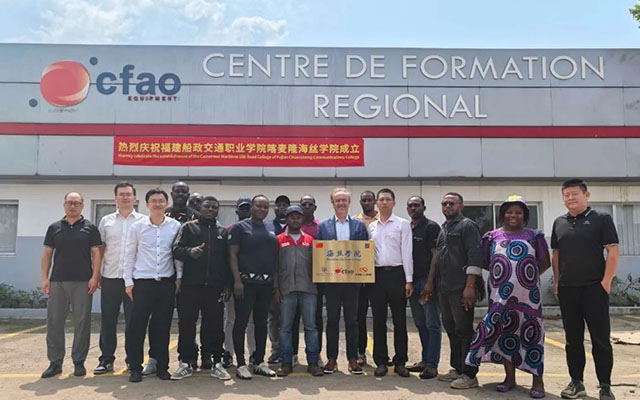 cfao
EQUIPMENT
CENTRE DE FORMATION
REGIONAL
热烈庆祝福建船政交通职业学院喀麦隆海丝学院成立
Warmly celebrate the establishment of the Cameroon Maritime Silk Road College of Fujian Chuanzheng Communications College
海丝学院
cfao